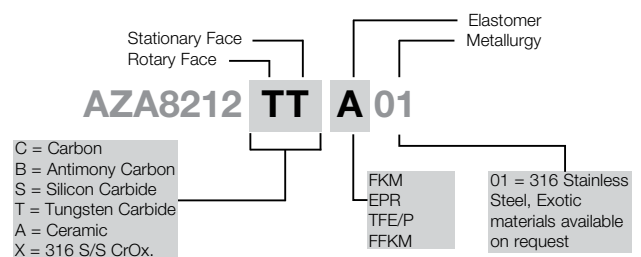 Elastomer
Stationary Face
Metallurgy
Rotary Face
AZA8212 TT A 01
C = Carbon
B = Antimony Carbon
S = Silicon Carbide
T = Tungsten Carbide
A = Ceramic
X = 316 S/S CrOx.
FKM
EPR
TFE/P
FFKM
01 = 316 Stainless
Steel, Exotic
materials available
on request